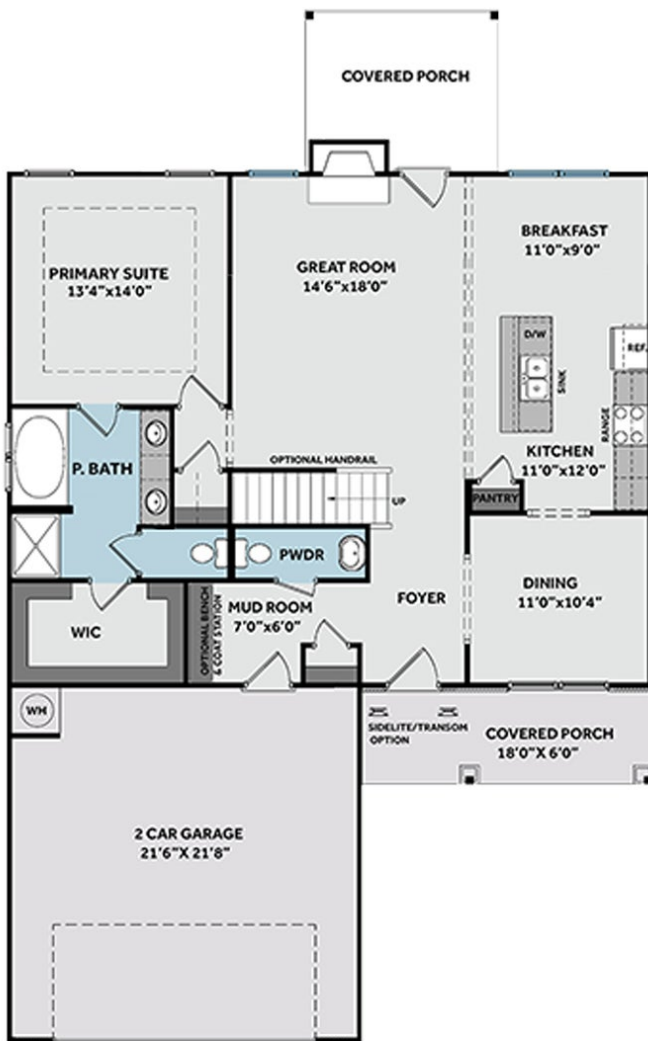 COVERED PORCH
BREAKFAST
11'0"x9'0"
PRIMARY SUITE
13'4"x14'0"
GREAT ROOM
14'6"x18'0"
D/W
SINK
REF.
RANGE
P. BATH
KITCHEN
11'0"x12'0"
OPTIONAL HANDRAIL
UP
PANTRY
PWDR
DINING
11'0"x10'4"
FOYER
MUD ROOM
7'0"x6'0"
OPTIONAL BENCH
& COAT STATION
WIC
WH
SIDELITE/TRANSOM
OPTION
COVERED PORCH
18'0"X 6'0"
2 CAR GARAGE
21'6"X 21'8"